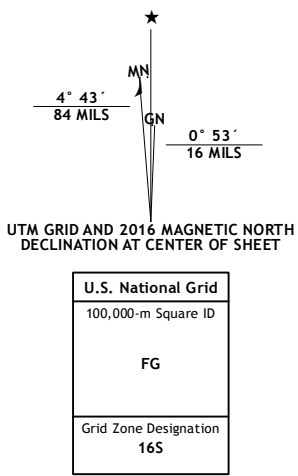 ★
MN
GN
4° 43´
84 MILS
0° 53´
16 MILS
UTM GRID AND 2016 MAGNETIC NORTH
DECLINATION AT CENTER OF SHEET
U.S. National Grid
100,000-m Square ID
FG
Grid Zone Designation
16S